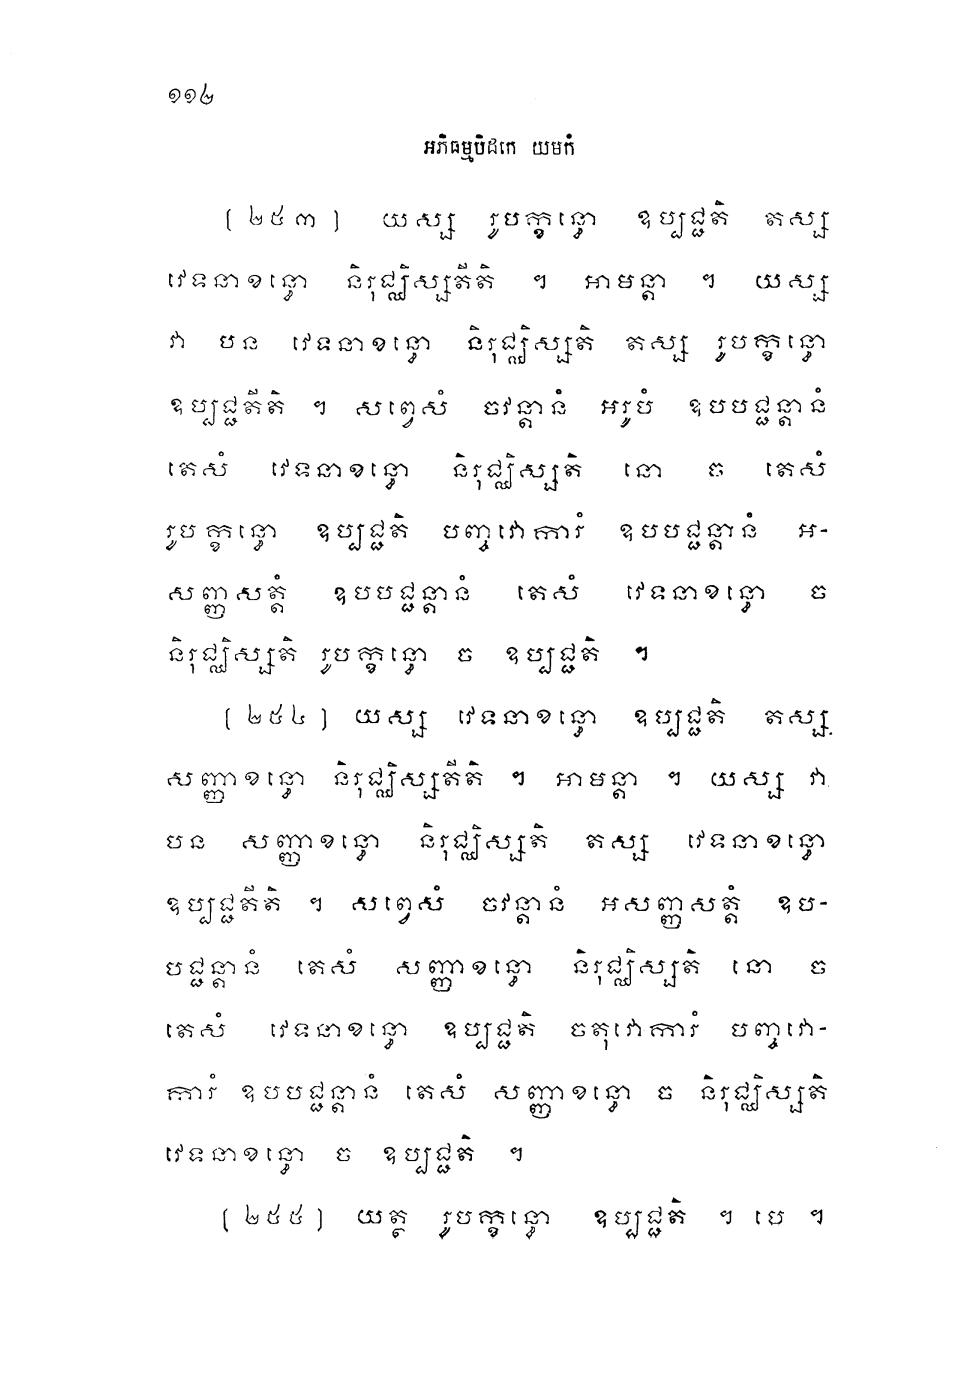 ១១៤
អភិធម្មបិដកេ យមកំ
[ ២៥៣ ] យស្ស រូបក្ខន្ធោ ឧប្បជ្ជតិ តស្ស
វេទនាខន្ធោ និរុជ្ឈិស្សតីតិ ។ អាមន្តា ។ យស្ស
វា បន វេទនាខន្ធោ និរុជ្ឈិស្សតិ តស្ស រូបក្ខន្ធោ
ឧប្បជ្ជតីតិ ។ សព្វេសំ ចវន្តានំ អរូបំ ឧបបជ្ជន្តានំ
តេសំ វេទនាខន្ធោ និរុជ្ឈិស្សតិ នោ ច តេសំ
រូបក្ខន្ធោ ឧប្បជ្ជតិ បញ្ចវោការំ ឧបបជ្ជន្តានំ អ-
សញ្ញសត្តំ ឧបបជ្ជន្តានំ តេសំ វេទនាខន្ធោ ច
និរុជ្ឈិស្សតិ រូបក្ខន្ធោ ច ឧប្បជ្ជតិ ។
[ ២៥៤ ] យស្ស វេទនាខន្ធោ ឧប្បជ្ជតិ តស្ស
សញ្ញាខន្ធោ និរុជ្ឈិស្សតីតិ ។ អាមន្តា ។ យស្ស វា
បន សញ្ញាខន្ធោ និរុជ្ឈិស្សតិ តស្ស វេទនាខន្ធោ
ឧប្បជ្ជតីតិ ។ សព្វេសំ ចវន្តានំ អសញ្ញសត្តំ ឧប-
បជ្ជន្តានំ តេសំ សញ្ញាខន្ធោ និរុជ្ឈិស្សតិ នោ ច
តេសំ វេទនាខន្ធោ ឧប្បជ្ជតិ ចតុវោការំ បញ្ចវោ-
ការំ ឧបបជ្ជន្តានំ តេសំ សញ្ញាខន្ធោ ច និរុជ្ឈិស្សតិ
វេទនាខន្ធោ ច ឧប្បជ្ជតិ ។
[ ២៥៥ ] យត្ថ រូបក្ខន្ធោ ឧប្បជ្ជតិ ។ បេ ។